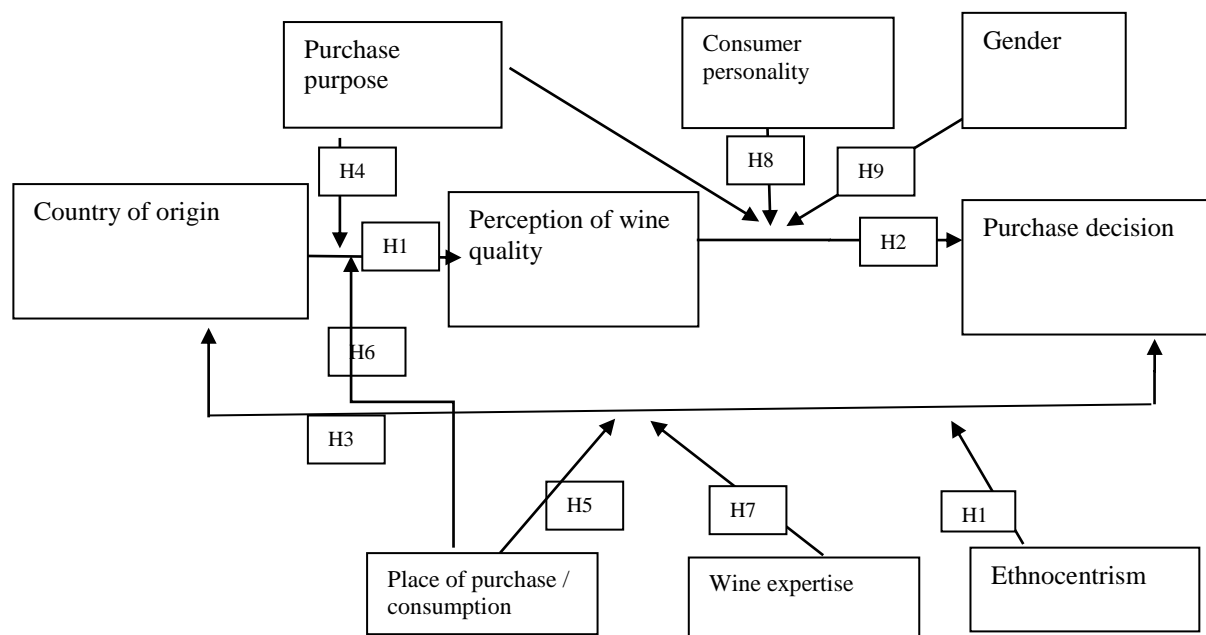 Purchase
purpose
Consumer
personality
Gender
H4
H8
H9
Country of origin
H1
Perception of wine
quality
H2
Purchase decision
H6
H3
H5
H7
H1
Place of purchase /
consumption
Wine expertise
Ethnocentrism